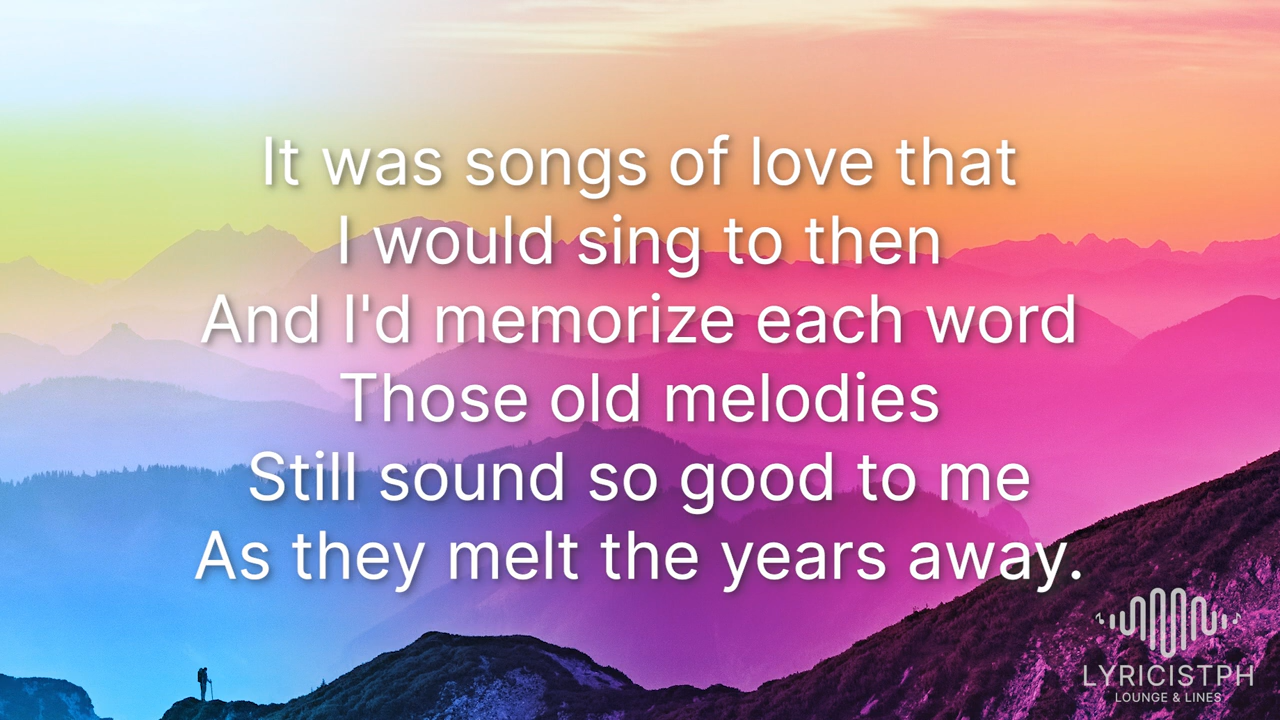 It was songs of love that
I would sing to then
And I'd memorize each word
Those old melodies
Still sound so good to me
As they melt the years away.
LYRICISTPH
LOUNGE & LINES